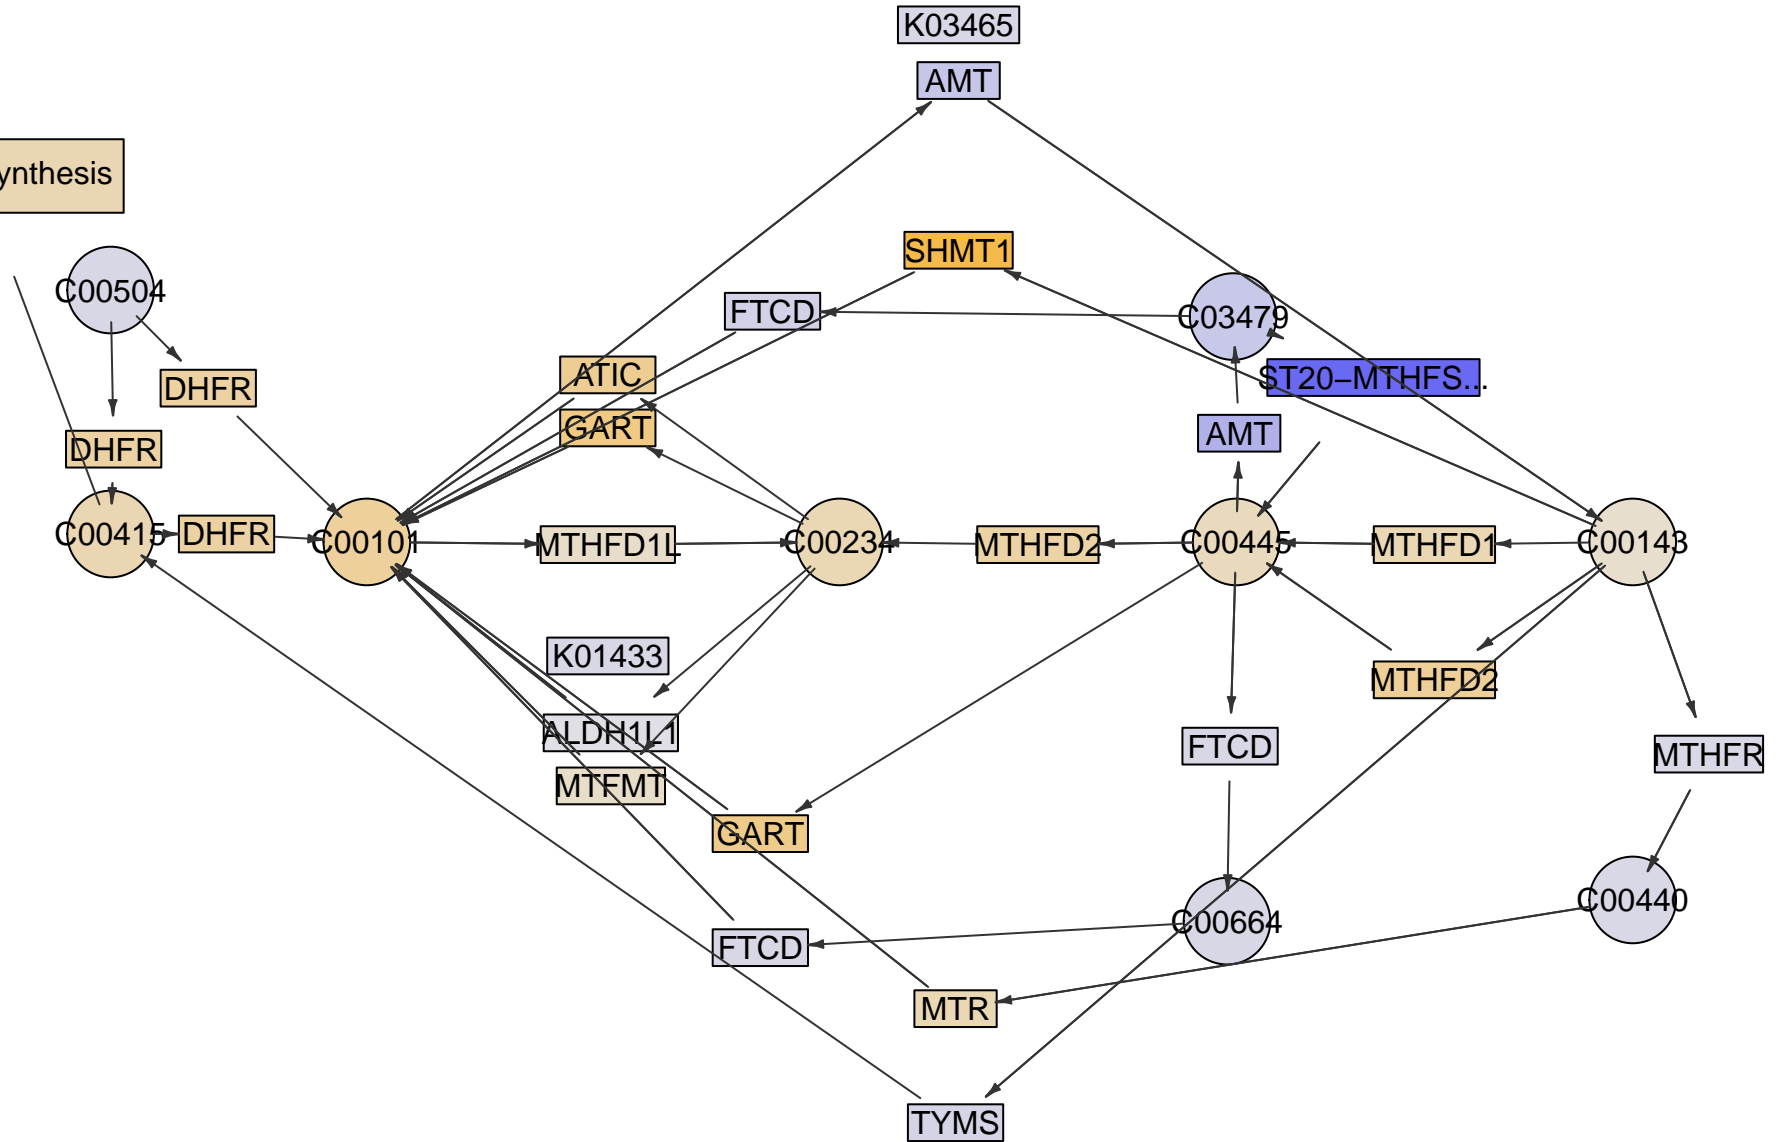 K03465
AMT
ynthesis
SHMT1
C00504
FTCD
C03479
ATIC
ST20−MTHFS...
DHFR
GART
AMT
DHFR
C00415
DHFR
C00101
MTHFD1L
C00234
MTHFD2
C00445
MTHFD1
C00143
K01433
MTHFD2
ALDH1L1
FTCD
MTHFR
MTFMT
GART
C00440
C00664
FTCD
MTR
TYMS